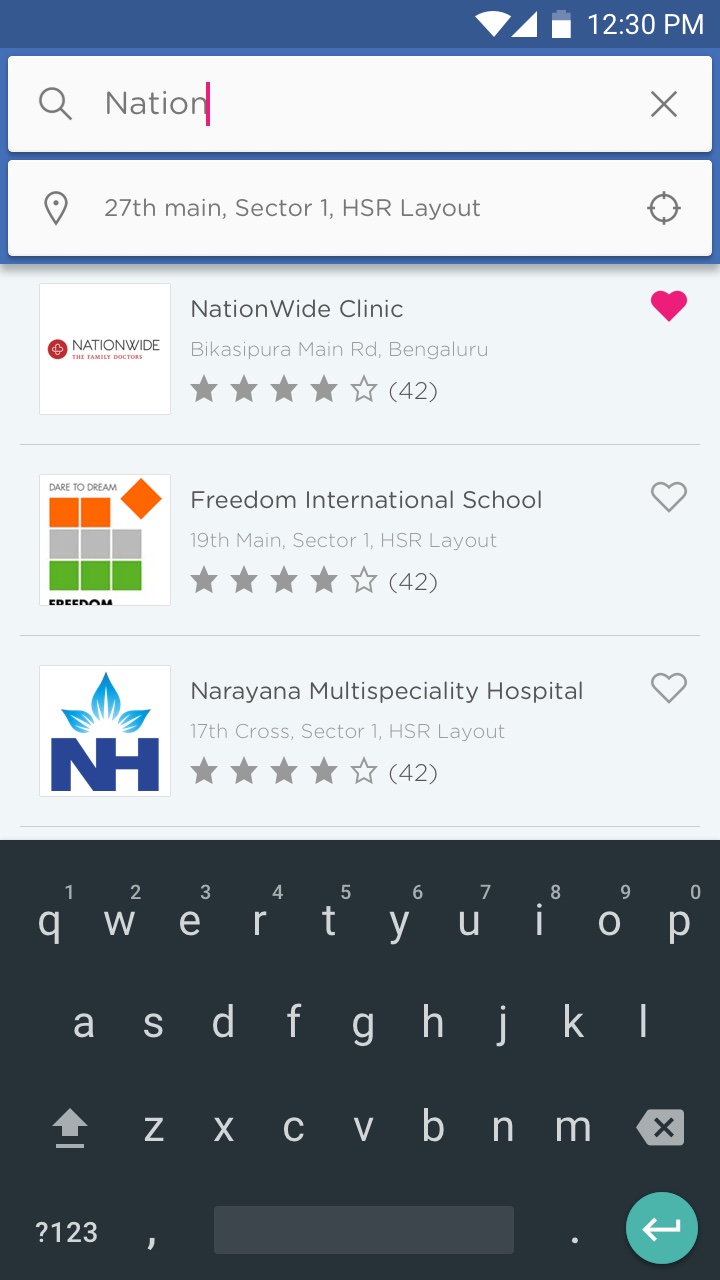 12:30 PM
Nation
27th main, Sector 1, HSR Layout
NATIONWIDE
THE FAMILY DOCTORS
NationWide Clinic
Bikasipura Main Rd, Bengaluru
(42)
DARE TO DREAM
FREEDOM
Freedom International School
19th Main, Sector 1, HSR Layout
(42)
NH
Narayana Multispeciality Hospital
17th Cross, Sector 1, HSR Layout
(42)
1 2 3 4 5 6 7 8 9 0
q w e r t y u i o p
a s d f g h j k l
z x c v b n m
?123 , .